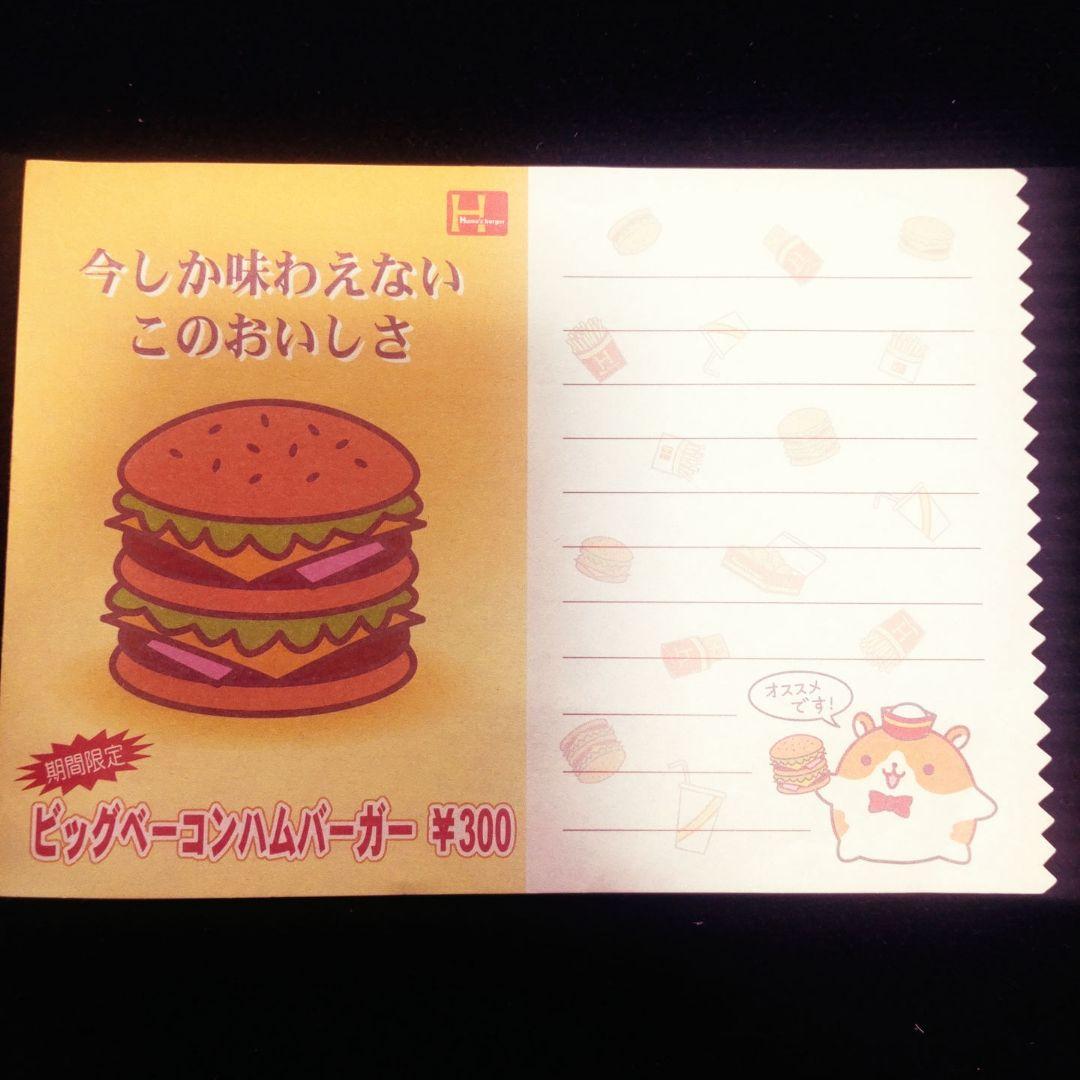 H
Hamu's burger
今しか味わえない
このおいしさ
期間限定
ビッグベーコンハムバーガー ¥300
オススメ
です!